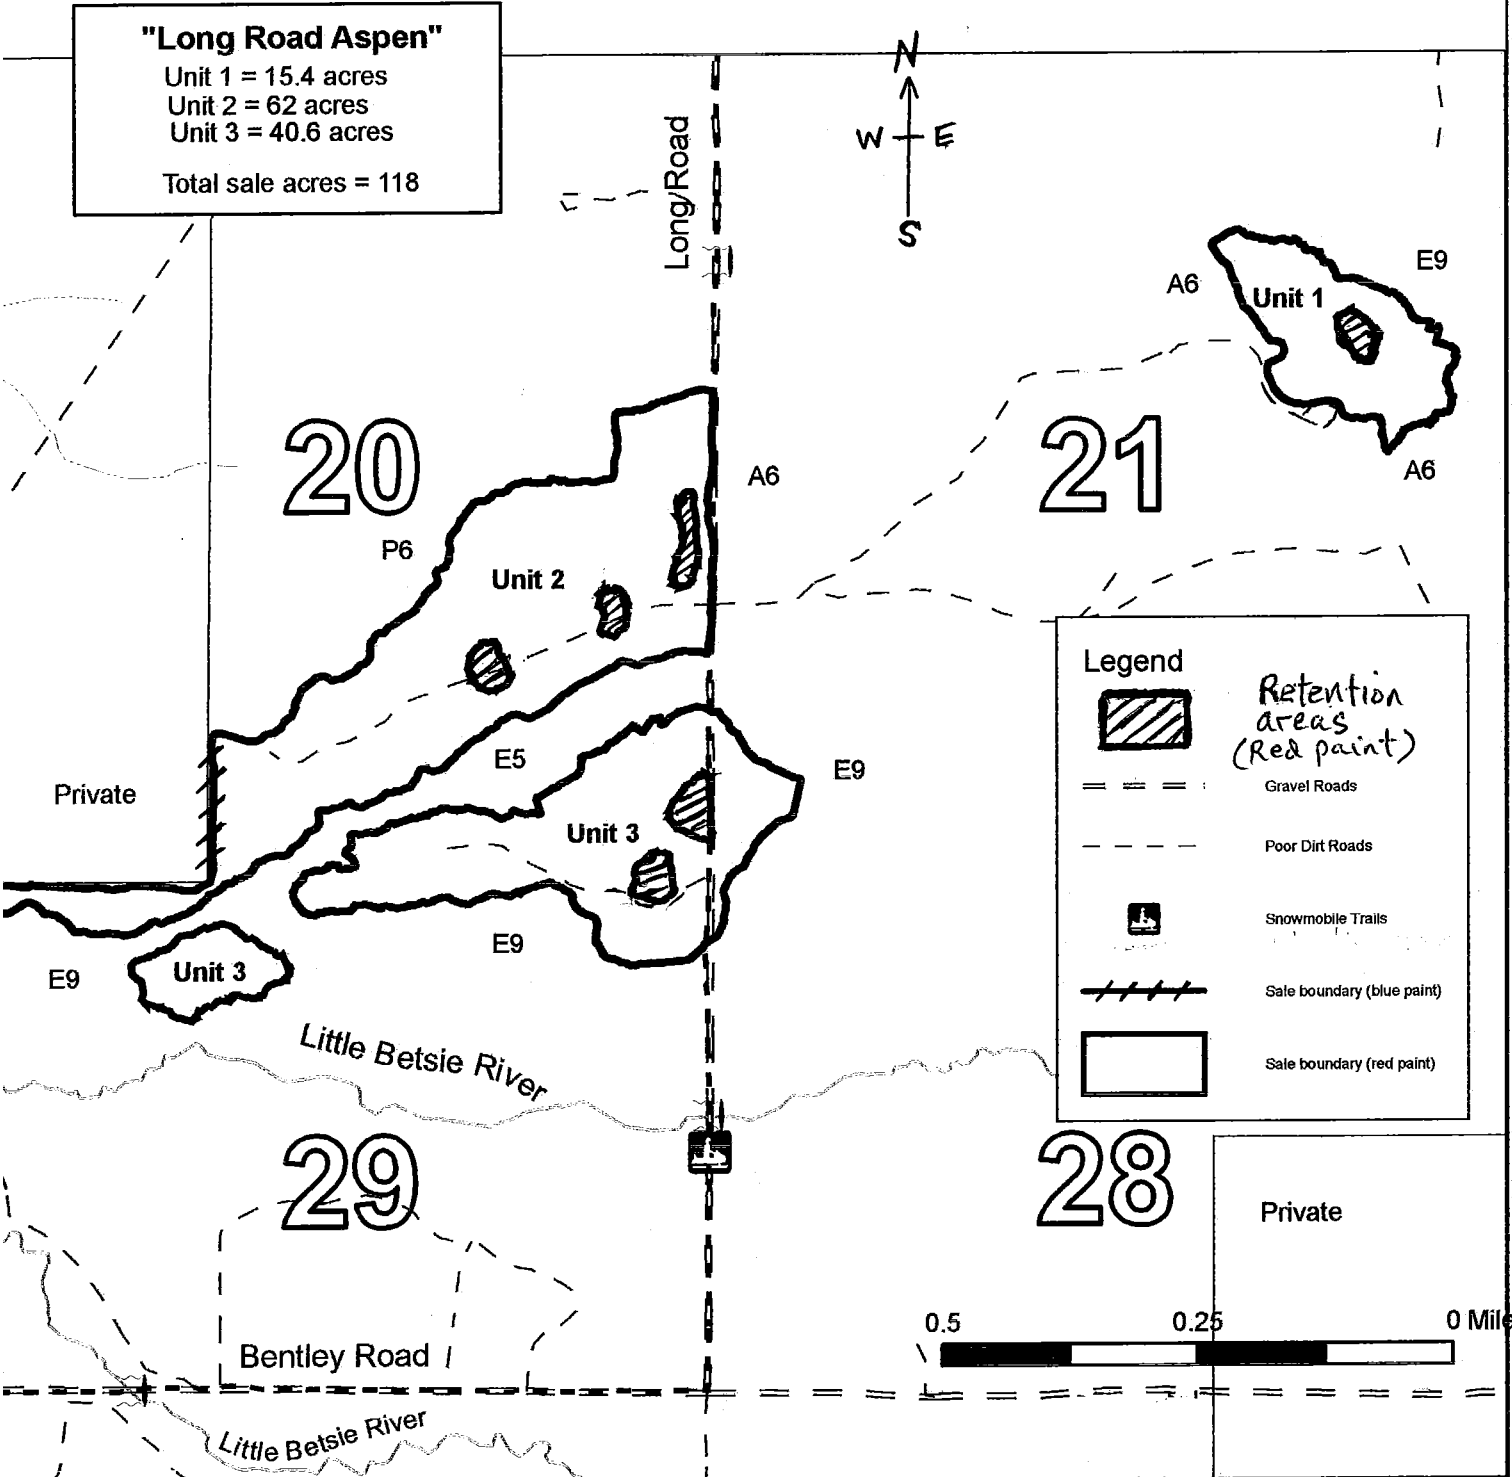 "Long Road Aspen"
Unit 1 = 15.4 acres
Unit 2 = 62 acres
Unit 3 = 40.6 acres
Total sale acres = 118
N
W E
S
Long/Road
E9
A6
Unit 1
A6
20
21
A6
P6
Unit 2
E5
E9
Private
Unit 3
E9
E9
Unit 3
Little Betsie River
Legend
Retention
areas
(Red paint)
Gravel Roads
Poor Dirt Roads
Snowmobile Trails
Sale boundary (blue paint)
Sale boundary (red paint)
29
28
Private
0.5 0.25 0 Mile
Bentley Road
Little Betsie River